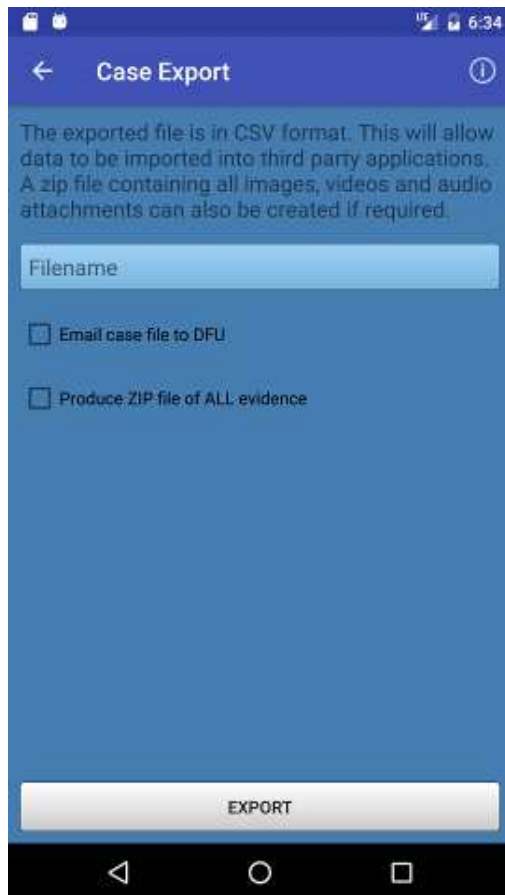 LTE 6:34
Case Export
The exported file is in CSV format. This will allow
data to be imported into third party applications.
A zip file containing all images, videos and audio
attachments can also be created if required.
Filename
Email case file to DFU
Produce ZIP file of ALL evidence
EXPORT